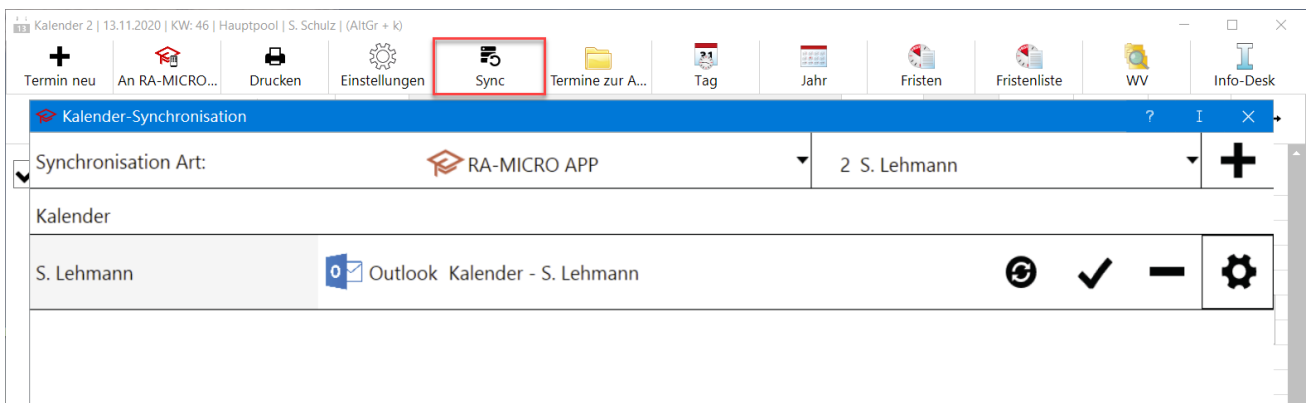 Kalender 2 | 13.11.2020 | KW: 46 | Hauptpool | S. Schulz | (AltGr + k)
Termin neu An RA-MICRO... Drucken Einstellungen Sync Termine zur A... Tag Jahr Fristen Fristenliste WV Info-Desk
Kalender-Synchronisation
Synchronisation Art: RA-MICRO APP 2 S. Lehmann
Kalender
S. Lehmann Outlook Kalender - S. Lehmann